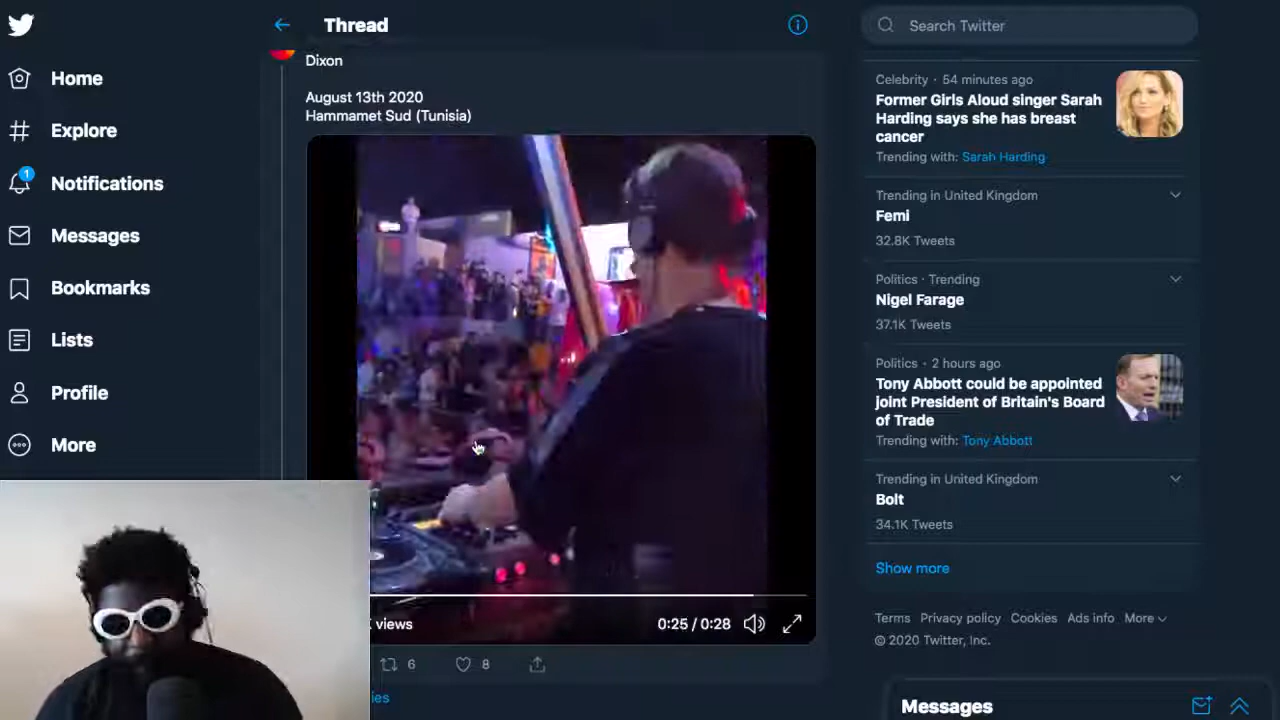 Home
Explore
1
Notifications
Messages
Bookmarks
Lists
Profile
More
Thread
Dixon
August 13th 2020
Hammamet Sud (Tunisia)
views
0:25 / 0:28
6
8
Search Twitter
Celebrity · 54 minutes ago
Former Girls Aloud singer Sarah
Harding says she has breast
cancer
Trending with: Sarah Harding
Trending in United Kingdom
Femi
32.8K Tweets
Politics · Trending
Nigel Farage
37.1K Tweets
Politics · 2 hours ago
Tony Abbott could be appointed
joint President of Britain's Board
of Trade
Trending with: Tony Abbott
Trending in United Kingdom
Bolt
34.1K Tweets
Show more
Terms Privacy policy Cookies Ads info More
© 2020 Twitter, Inc.
Messages